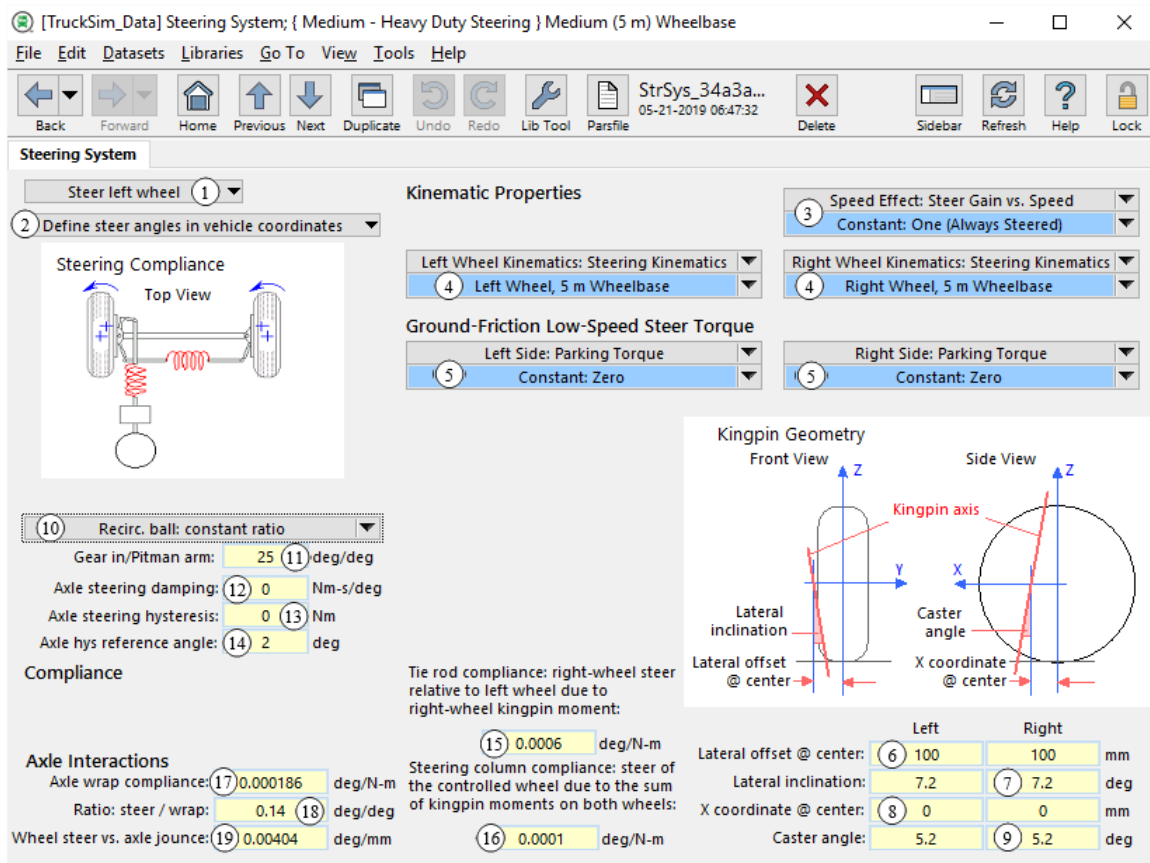 [TruckSim_Data] Steering System; { Medium - Heavy Duty Steering } Medium (5 m) Wheelbase
File Edit Datasets Libraries Go To View Tools Help
Back Forward Home Previous Next Duplicate Undo Redo Lib Tool Parsfile StrSys_34a3a... 05-21-2019 06:47:32 Delete Sidebar Refresh Help Lock
Steering System
Steer left wheel 1
2 Define steer angles in vehicle coordinates
Kinematic Properties
3 Speed Effect: Steer Gain vs. Speed
Constant: One (Always Steered)
Steering Compliance
Top View
Left Wheel Kinematics: Steering Kinematics
4 Left Wheel, 5 m Wheelbase
Right Wheel Kinematics: Steering Kinematics
4 Right Wheel, 5 m Wheelbase
Ground-Friction Low-Speed Steer Torque
Left Side: Parking Torque
5 Constant: Zero
Right Side: Parking Torque
5 Constant: Zero
Kingpin Geometry
Front View
Side View
Z
Z
Kingpin axis
Y
X
Lateral
inclination
Caster
angle
Lateral offset
@ center
X coordinate
@ center
10 Recirc. ball: constant ratio
Gear in/Pitman arm: 25 11 deg/deg
Axle steering damping: 12 0 Nm-s/deg
Axle steering hysteresis: 0 13 Nm
Axle hys reference angle: 14 2 deg
Compliance
Tie rod compliance: right-wheel steer
relative to left wheel due to
right-wheel kingpin moment:
15 0.0006 deg/N-m
Steering column compliance: steer of
the controlled wheel due to the sum
of kingpin moments on both wheels:
16 0.0001 deg/N-m
Axle Interactions
Axle wrap compliance: 17 0.000186 deg/N-m
Ratio: steer / wrap: 0.14 18 deg/deg
Wheel steer vs. axle jounce: 19 0.00404 deg/mm
Left Right
Lateral offset @ center: 6 100 100 mm
Lateral inclination: 7.2 7 7.2 deg
X coordinate @ center: 8 0 0 mm
Caster angle: 5.2 9 5.2 deg